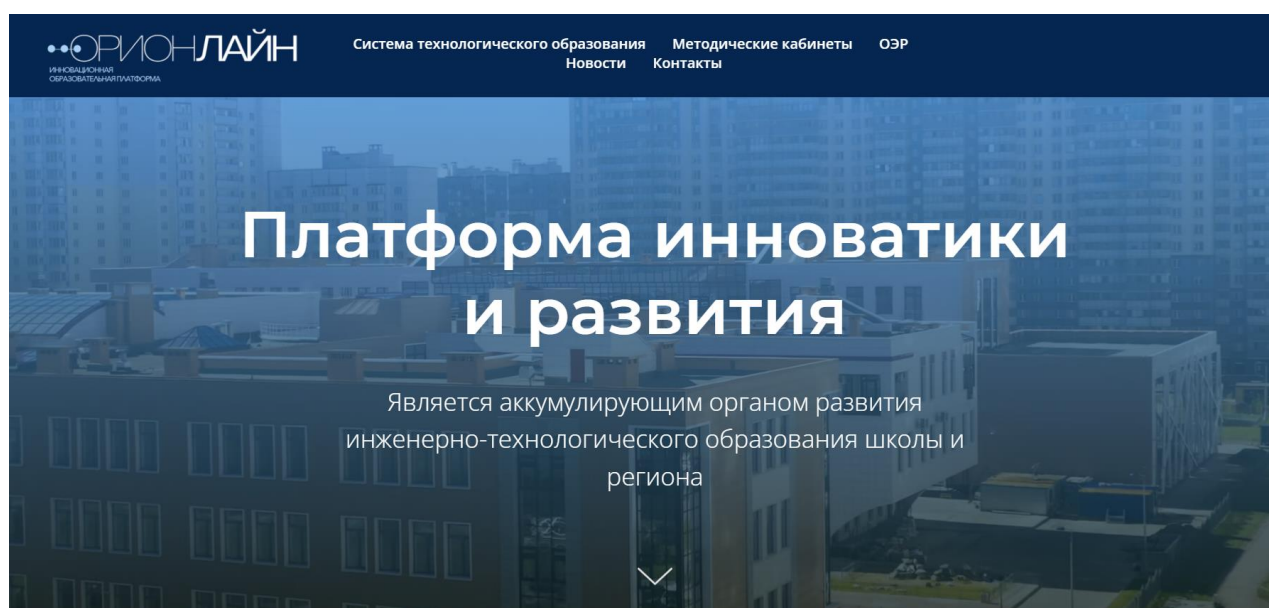 ОРИОНЛАЙН
ИННОВАЦИОННАЯ
ОБРАЗОВАТЕЛЬНАЯ ПЛАТФОРМА
Система технологического образования Методические кабинеты ОЭР
Новости Контакты
Платформа инноватики
и развития
Является аккумулирующим органом развития
инженерно-технологического образования школы и
региона